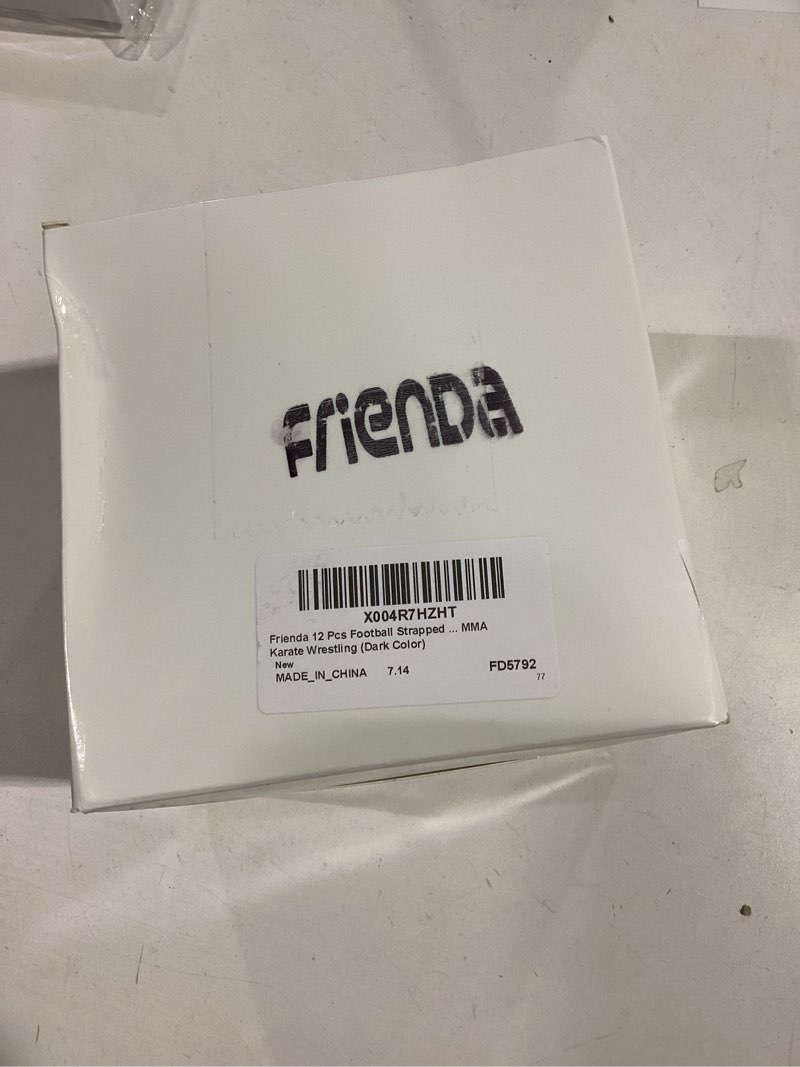 Frienda
X004R7HZHT
Frienda 12 Pcs Football Strapped ... MMA
Karate Wrestling (Dark Color)
New
MADE_IN_CHINA 7.14 FD5792
77